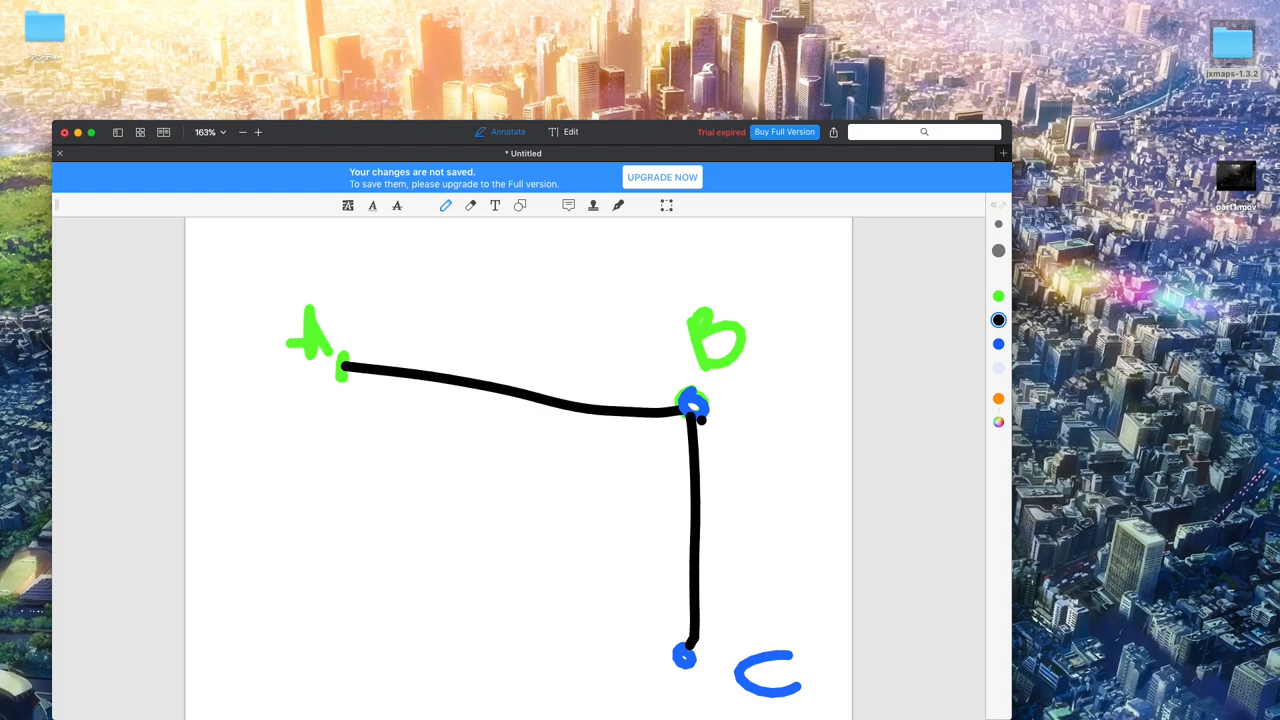 jxmaps-1.3.2
163%
Annotate
Edit
Trial expired
Buy Full Version
* Untitled
Your changes are not saved.
To save them, please upgrade to the Full version.
UPGRADE NOW
part1.mov
A
B
C